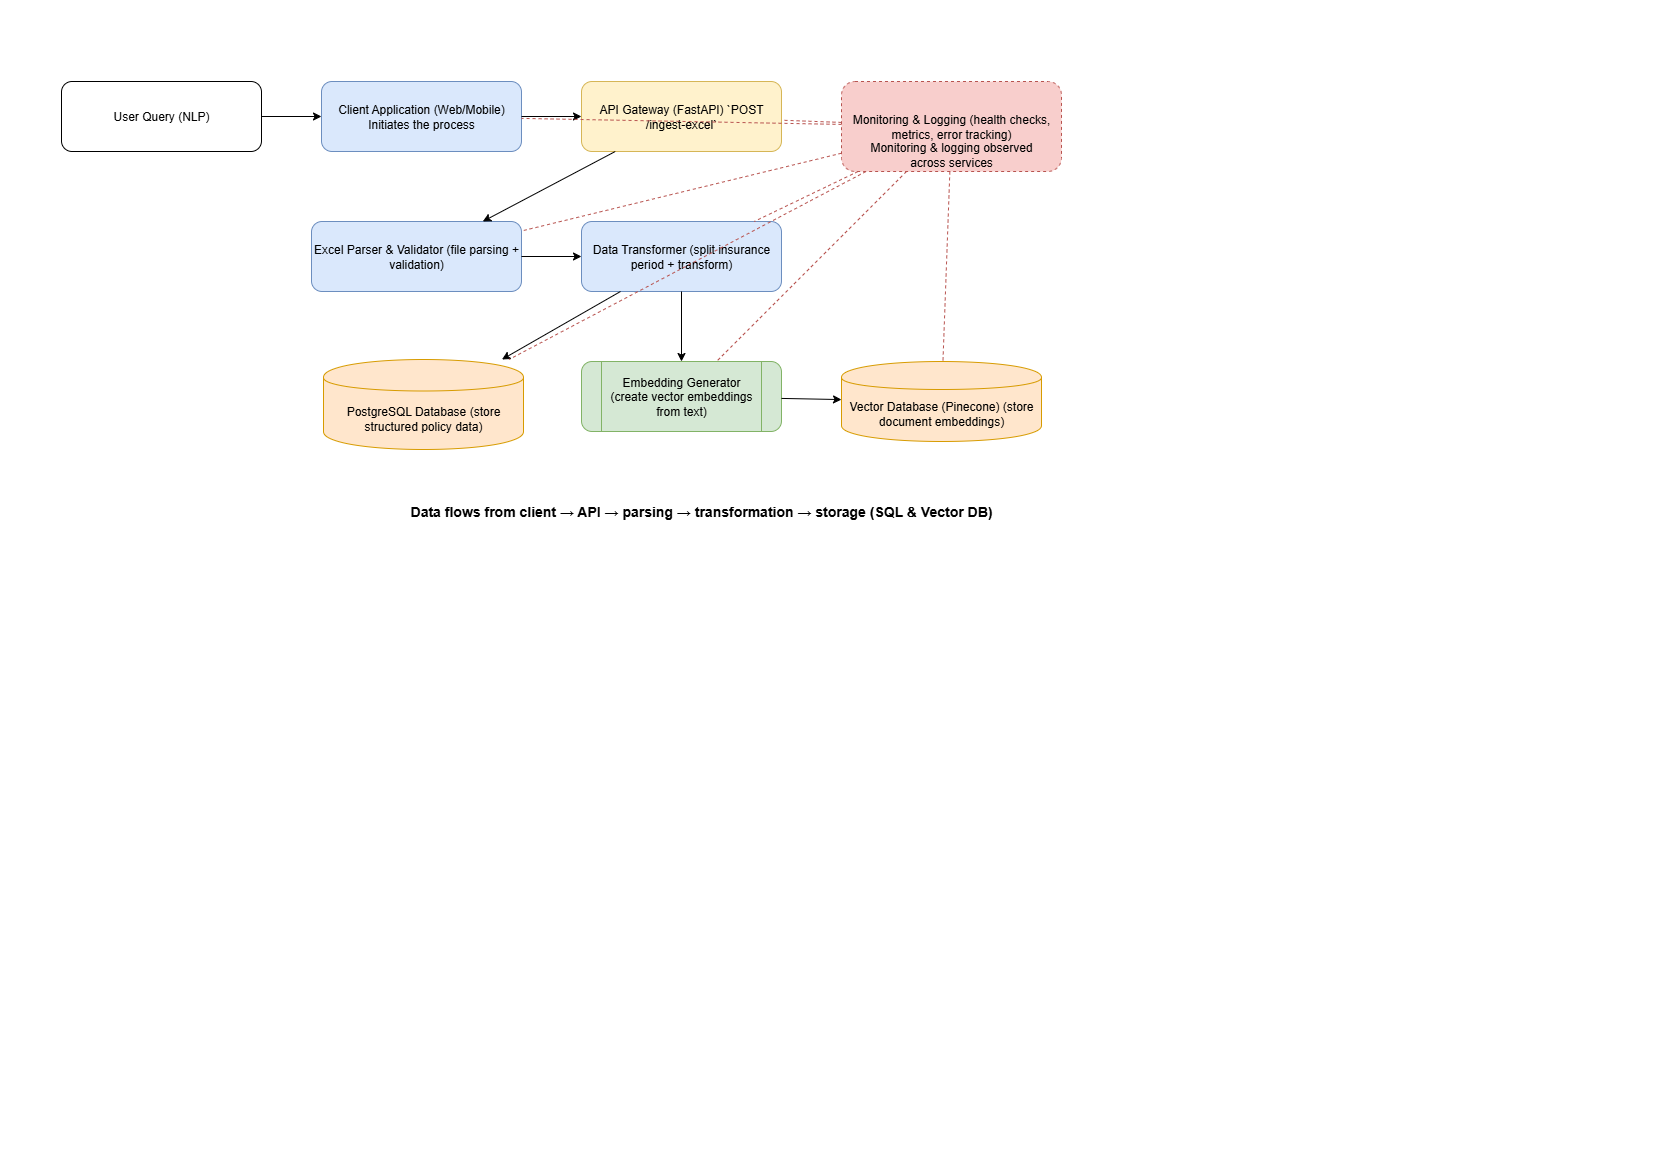 User Query (NLP)
Client Application (Web/Mobile)
Initiates the process
API Gateway (FastAPI) `POST
/ingest-excel`
Monitoring & Logging (health checks,
metrics, error tracking)
Monitoring & logging observed
across services
Excel Parser & Validator (file parsing +
validation)
Data Transformer (split insurance
period + transform)
PostgreSQL Database (store
structured policy data)
Embedding Generator
(create vector embeddings
from text)
Vector Database (Pinecone) (store
document embeddings)
Data flows from client → API → parsing → transformation → storage (SQL & Vector DB)